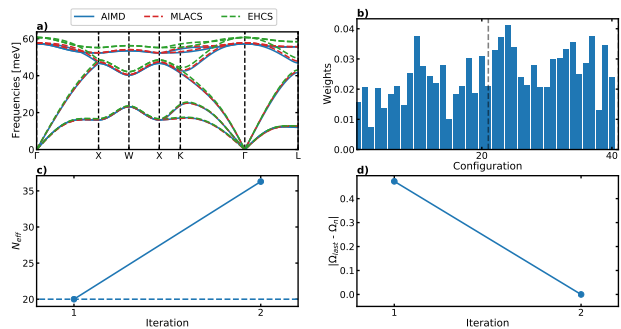 AIMD MLACS EHCS
a)
Frequencies [meV]
60
40
20
0
Γ X W X K Γ L
b)
Weights
0.04
0.03
0.02
0.01
0.00
20 40
Configuration
c)
N_eff
35
30
25
20
1 2
Iteration
d)
|Ω_last - Ω_n|
0.4
0.3
0.2
0.1
0.0
1 2
Iteration